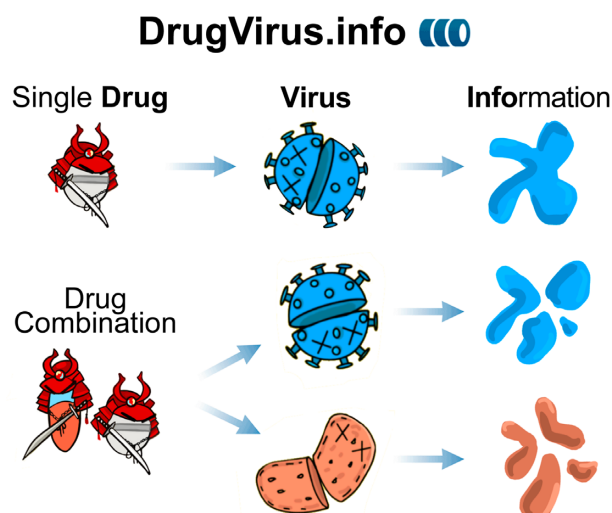 DrugVirus.info
Single Drug
Virus
Information
Drug
Combination